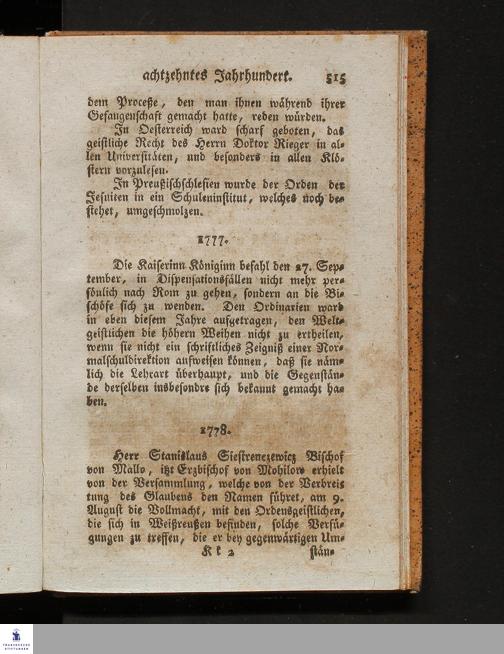 achtzehntes Jahrhundert. 515
dem Proceße, den man ihnen während ihrer
Gefangenschaft gemacht hatte, reden würden.
In Oesterreich ward scharf geboten, das
geistliche Recht des Herrn Doktor Rieger in al-
len Universitäten, und besonders in allen Klö-
stern vorzulesen.
In Preußischschlesien wurde der Orden der
Jesuiten in ein Schuleninstitut, welches noch be-
stehet, umgeschmolzen.
1777.
Die Kaiserinn Königinn befahl den 27. Sep-
tember, in Dispensationsfällen nicht mehr per-
sönlich nach Rom zu gehen, sondern an die Bi-
schöfe sich zu wenden. Den Ordinarien ward
in eben diesem Jahre aufgetragen, den Welt-
geistlichen die höhern Weihen nicht zu ertheilen,
wenn sie nicht ein schriftliches Zeigniß einer Nor-
malschuldirektion aufweisen können, daß sie näm-
lich die Lehrart überhaupt, und die Gegenstän-
de derselben insbesondre sich bekannt gemacht ha-
ben.
1778.
Herr Stanislaus Siestrenezewicz Bischof
von Mallo, itzt Erzbischof von Mohilow erhielt
von der Versammlung, welche von der Verbrei-
tung des Glaubens den Namen führet, am 9.
August die Vollmacht, mit den Ordensgeistlichen,
die sich in Weißreußen befinden, solche Verfü-
gungen zu treffen, die er bey gegenwärtigen Um-
K k 2 stän-
FRANCKESCHE
STIFTUNGEN